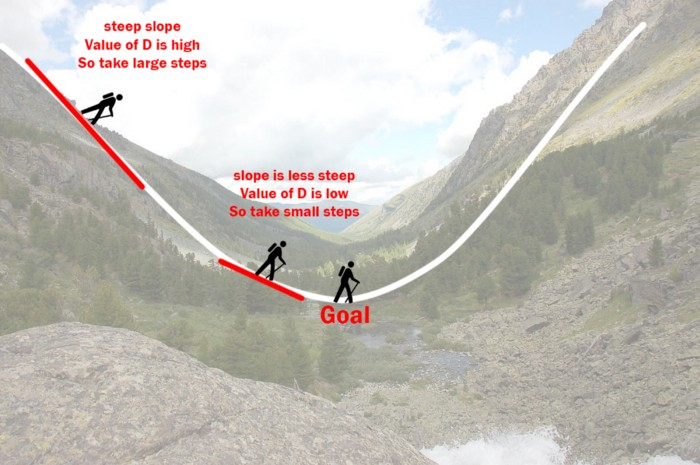 steep slope
Value of D is high
So take large steps
slope is less steep
Value of D is low
So take small steps
Goal